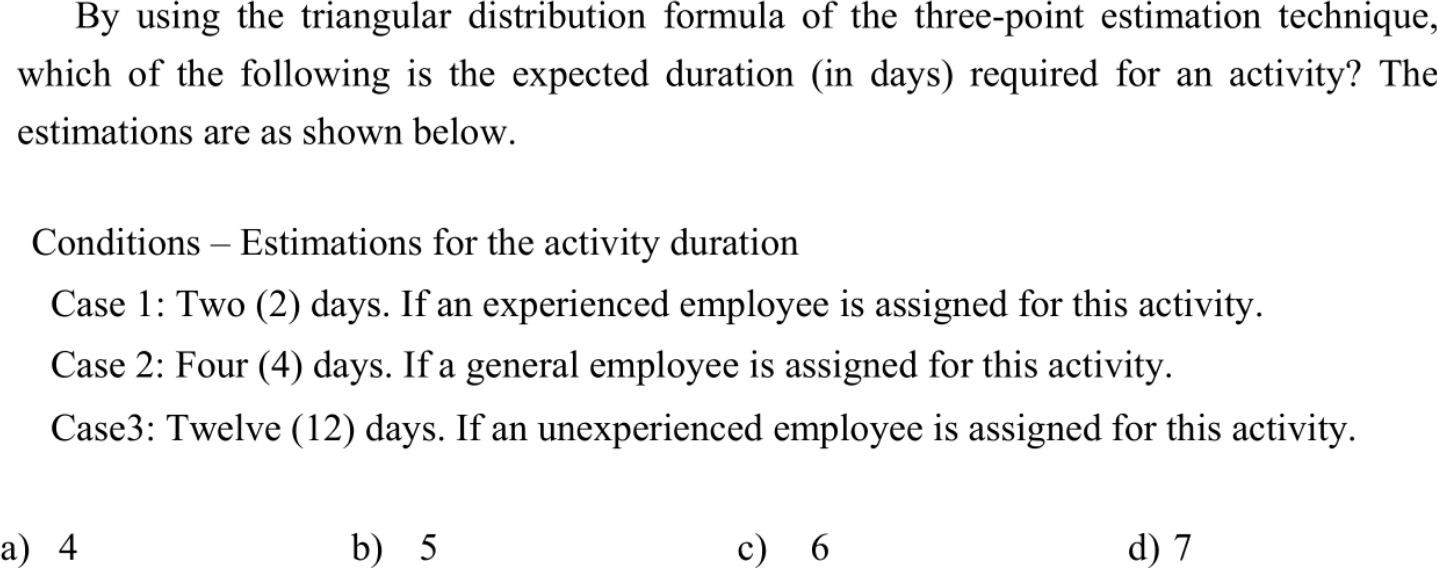 By using the triangular distribution formula of the three-point estimation technique,
which of the following is the expected duration (in days) required for an activity? The
estimations are as shown below.
Conditions – Estimations for the activity duration
Case 1: Two (2) days. If an experienced employee is assigned for this activity.
Case 2: Four (4) days. If a general employee is assigned for this activity.
Case3: Twelve (12) days. If an unexperienced employee is assigned for this activity.
a) 4 b) 5 c) 6 d) 7